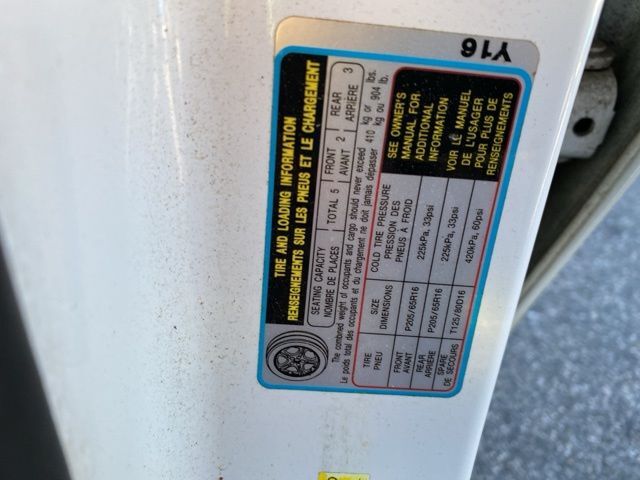 TIRE AND LOADING INFORMATION
RENSEIGNEMENTS SUR LES PNEUS ET LE CHARGEMENT
SEATING CAPACITY
NOMBRE DE PLACES
TOTAL 5
FRONT
AVANT 2
REAR
ARRIÈRE 3
The combined weight of occupants and cargo should never exceed 410 kg or 904 lbs.
Le poids total des occupants et du chargement ne doit jamais dépasser 410 kg ou 904 lb.
TIRE
PNEU
SIZE
DIMENSIONS
COLD TIRE PRESSURE
PRESSION DES
PNEUS À FROID
FRONT
AVANT
P205/65R16
225kPa, 33psi
REAR
ARRIÈRE
P205/65R16
225kPa, 33psi
SPARE
DE SECOURS
T125/80D16
420kPa, 60psi
SEE OWNER'S
MANUAL FOR
ADDITIONAL
INFORMATION
VOIR LE MANUEL
DE L'USAGER
POUR PLUS DE
RENSEIGNEMENTS
Y16